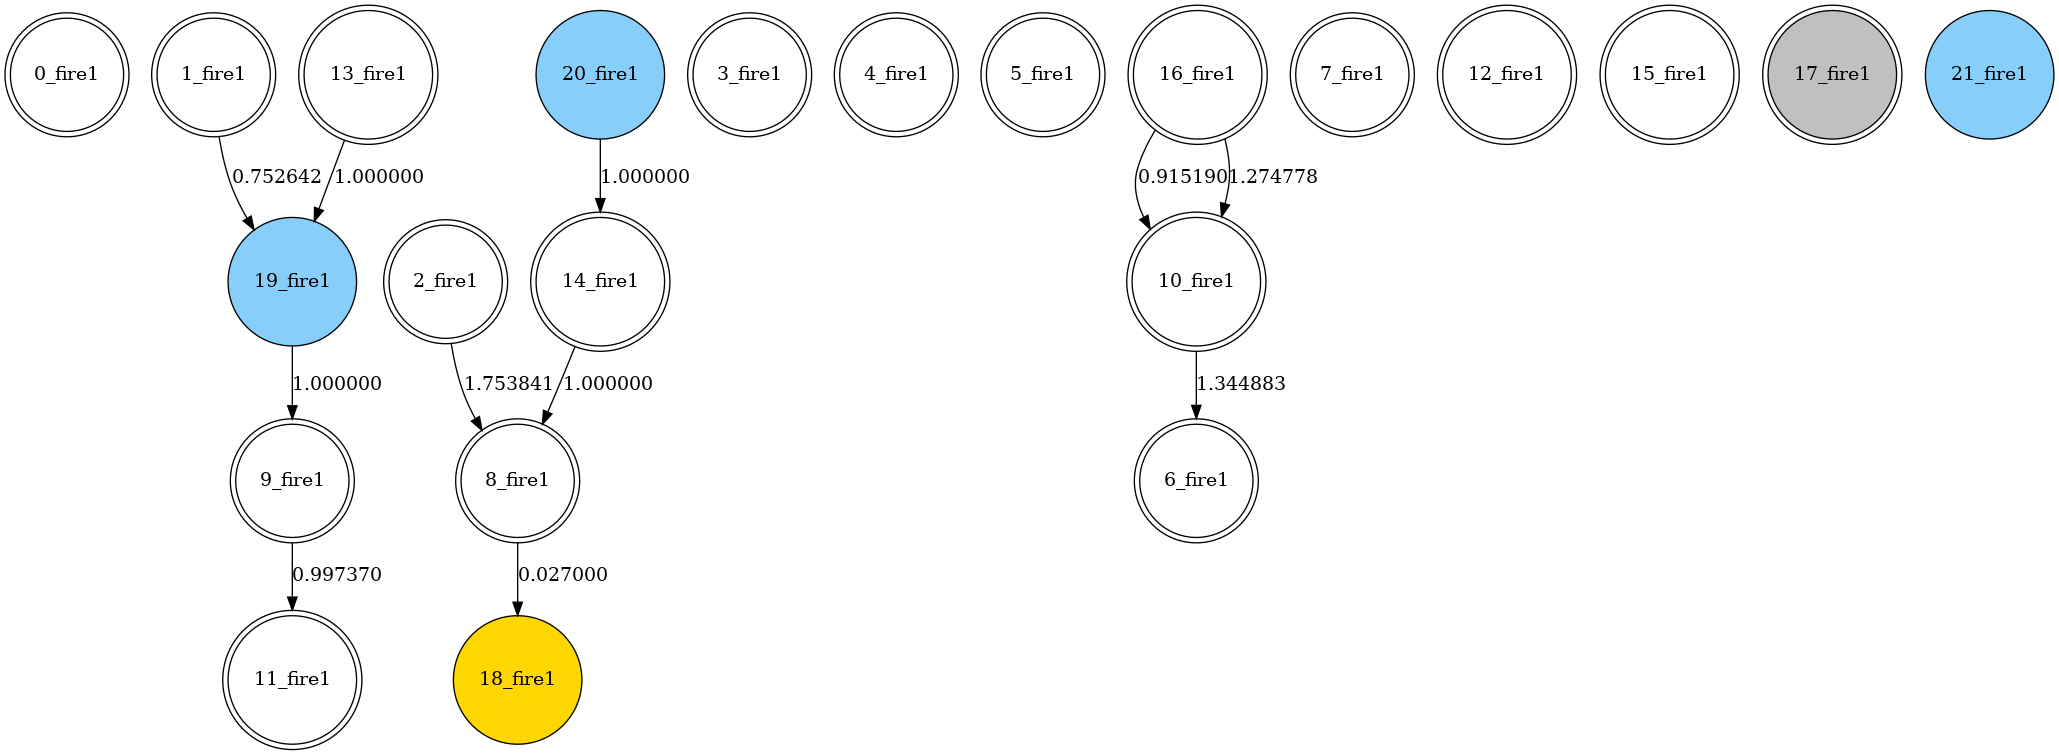 0_fire1
1_fire1
13_fire1
20_fire1
3_fire1
4_fire1
5_fire1
16_fire1
7_fire1
12_fire1
15_fire1
17_fire1
21_fire1
0.752642
1.000000
1.000000
0.915190
1.274778
19_fire1
2_fire1
14_fire1
10_fire1
1.000000
1.753841
1.000000
1.344883
9_fire1
8_fire1
6_fire1
0.997370
0.027000
11_fire1
18_fire1